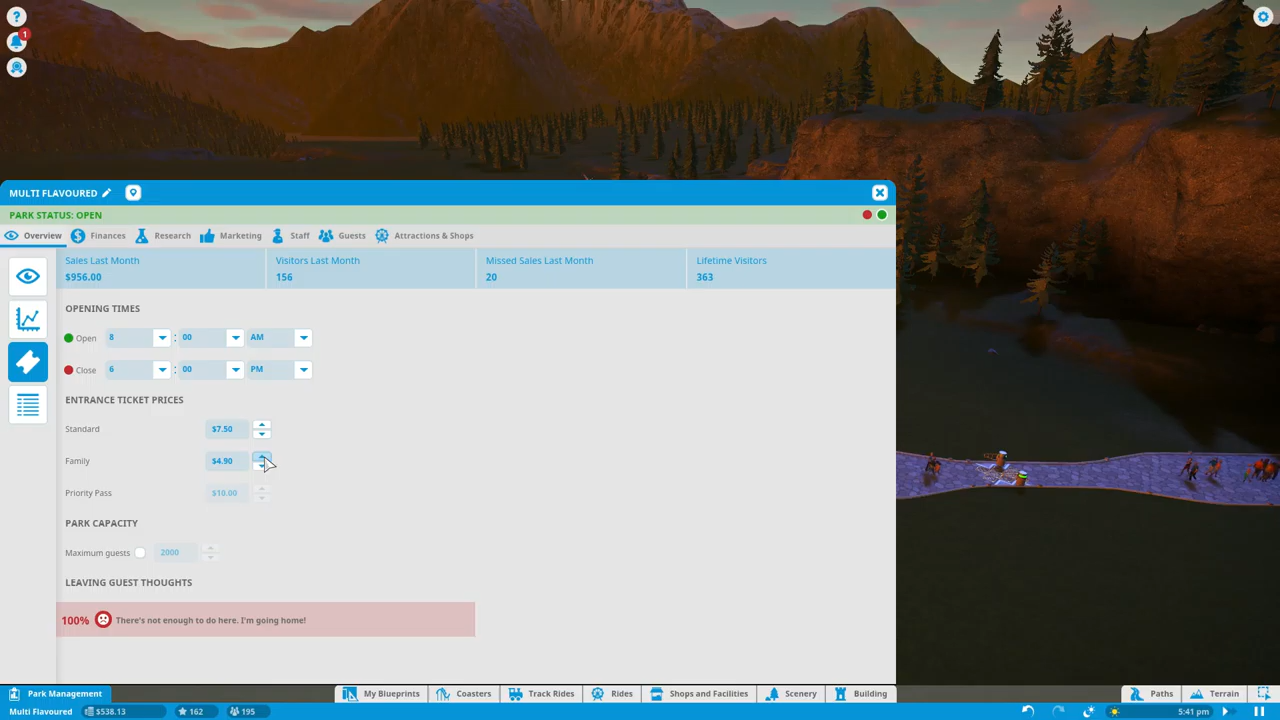 ?
1
MULTI FLAVOURED
PARK STATUS: OPEN
Overview Finances Research Marketing Staff Guests Attractions & Shops
Sales Last Month Visitors Last Month Missed Sales Last Month Lifetime Visitors
$956.00 156 20 363
OPENING TIMES
Open 8 : 00 AM
Close 6 : 00 PM
ENTRANCE TICKET PRICES
Standard $7.50
Family $4.90
Priority Pass $10.00
PARK CAPACITY
Maximum guests 2000
LEAVING GUEST THOUGHTS
100% There's not enough to do here. I'm going home!
Park Management My Blueprints Coasters Track Rides Rides Shops and Facilities Scenery Building Paths Terrain
Multi Flavoured $538.13 162 195 5:41 pm